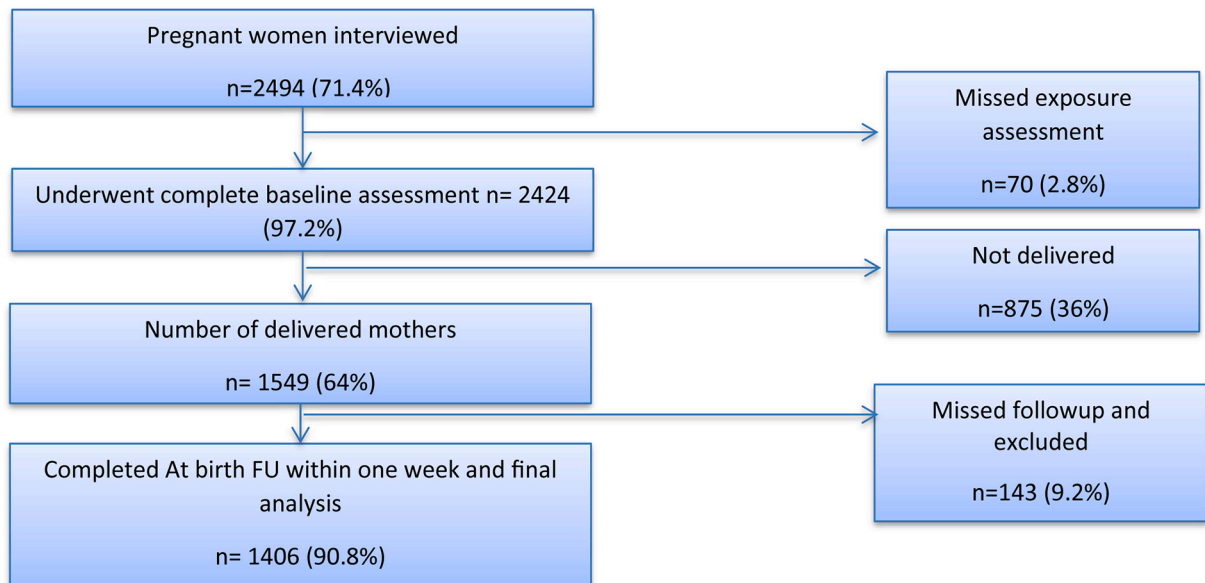 Pregnant women interviewed
n=2494 (71.4%)
Missed exposure
assessment
n=70 (2.8%)
Underwent complete baseline assessment n= 2424
(97.2%)
Not delivered
n=875 (36%)
Number of delivered mothers
n= 1549 (64%)
Missed followup and
excluded
n=143 (9.2%)
Completed At birth FU within one week and final
analysis
n= 1406 (90.8%)